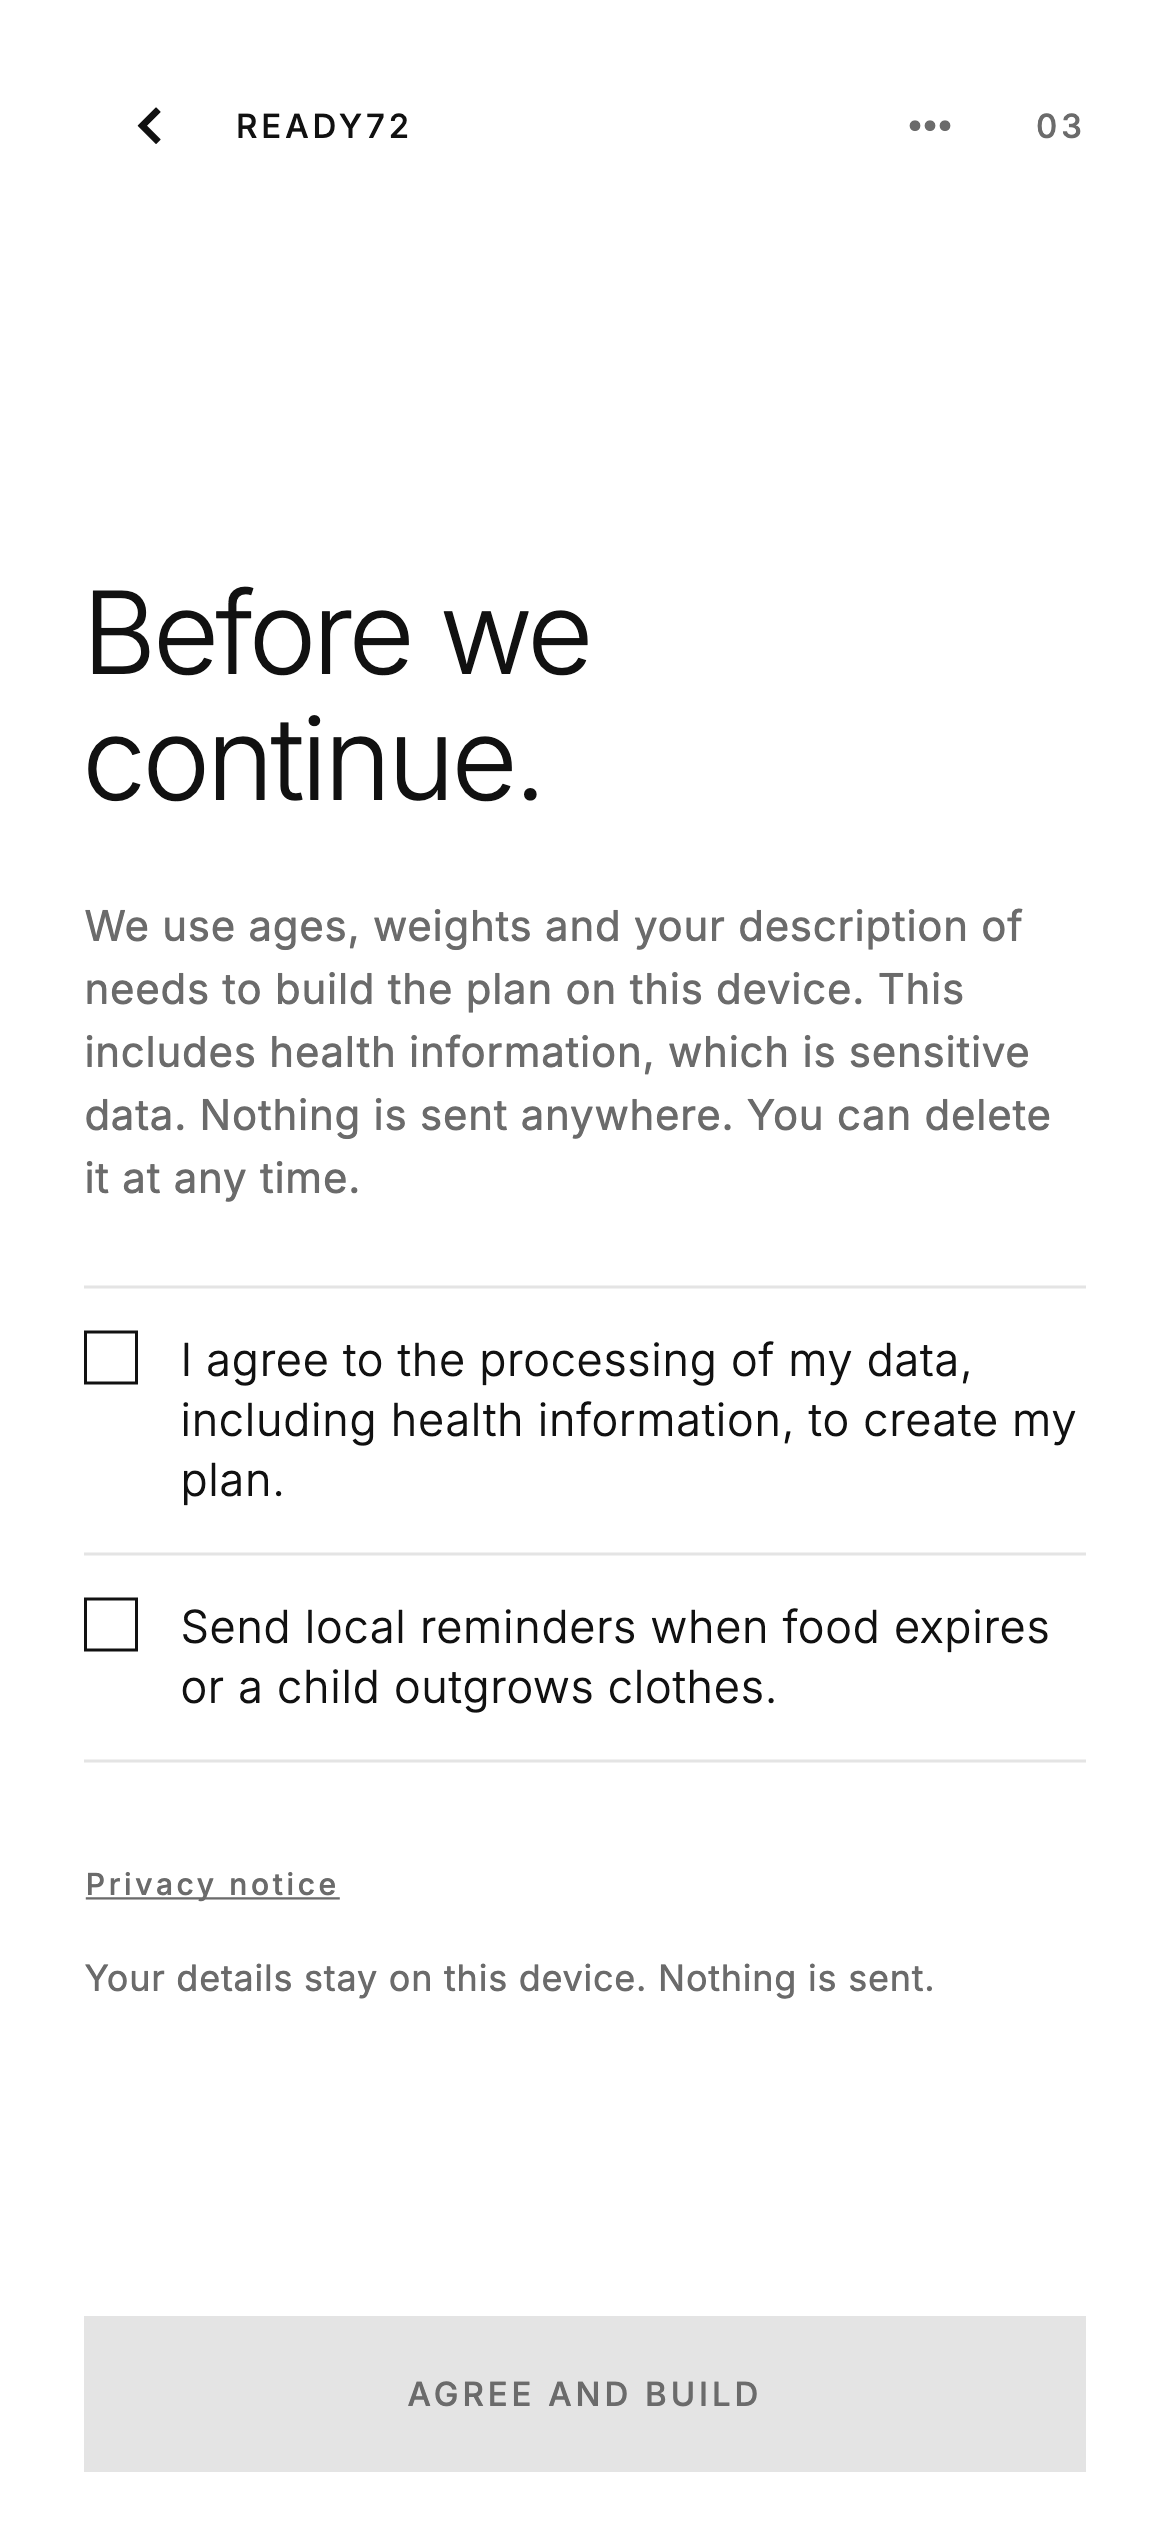 READY72
03
Before we
continue.
We use ages, weights and your description of
needs to build the plan on this device. This
includes health information, which is sensitive
data. Nothing is sent anywhere. You can delete
it at any time.
I agree to the processing of my data,
including health information, to create my
plan.
Send local reminders when food expires
or a child outgrows clothes.
Privacy notice
Your details stay on this device. Nothing is sent.
AGREE AND BUILD